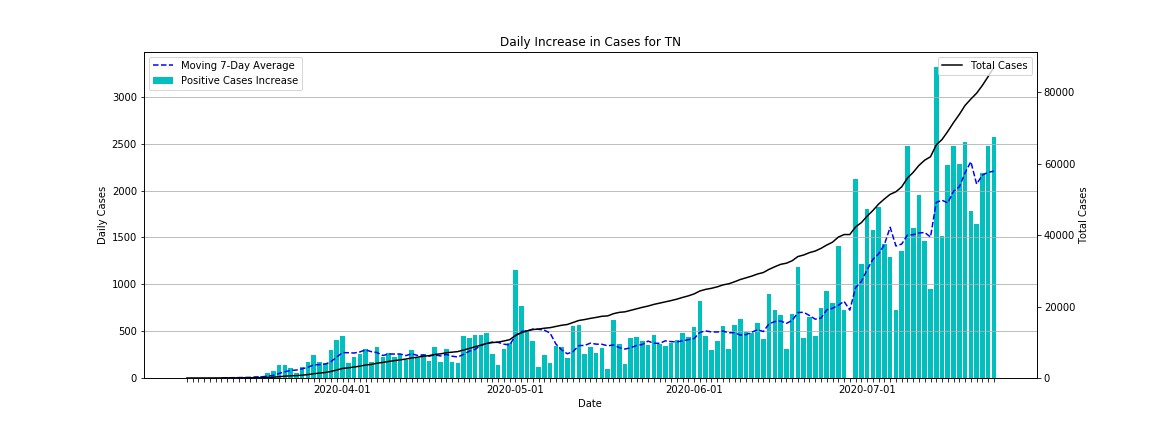 Daily Increase in Cases for TN
Moving 7-Day Average
Positive Cases Increase
Total Cases
3000
2500
2000
1500
1000
500
0
80000
60000
40000
20000
0
Daily Cases
Total Cases
2020-04-01
2020-05-01
2020-06-01
2020-07-01
Date